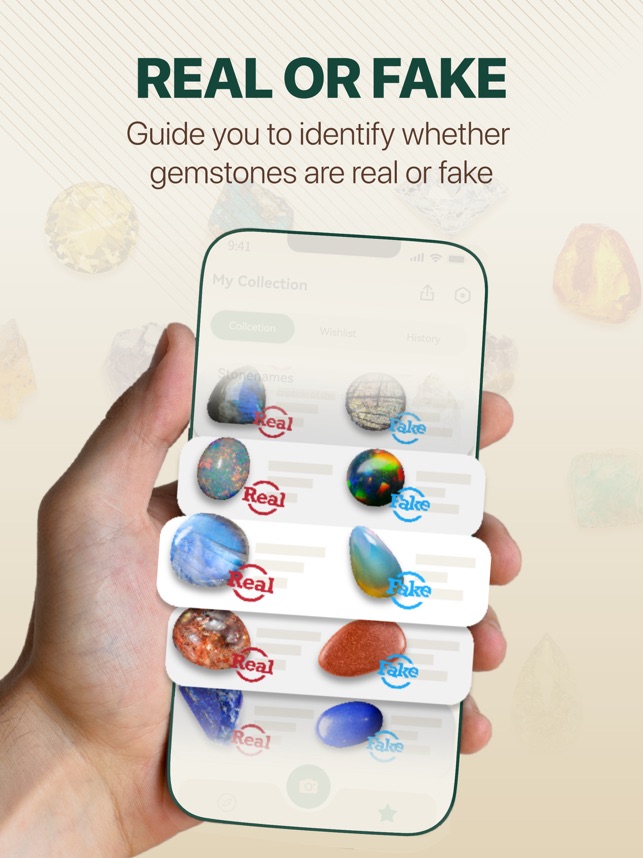 REAL OR FAKE
Guide you to identify whether
gemstones are real or fake
9:41
My Collection
Collcetion
Wishlist
History
Stonenames
Real
Fake
Real
Fake
Real
Fake
Real
Fake
Real
Fake